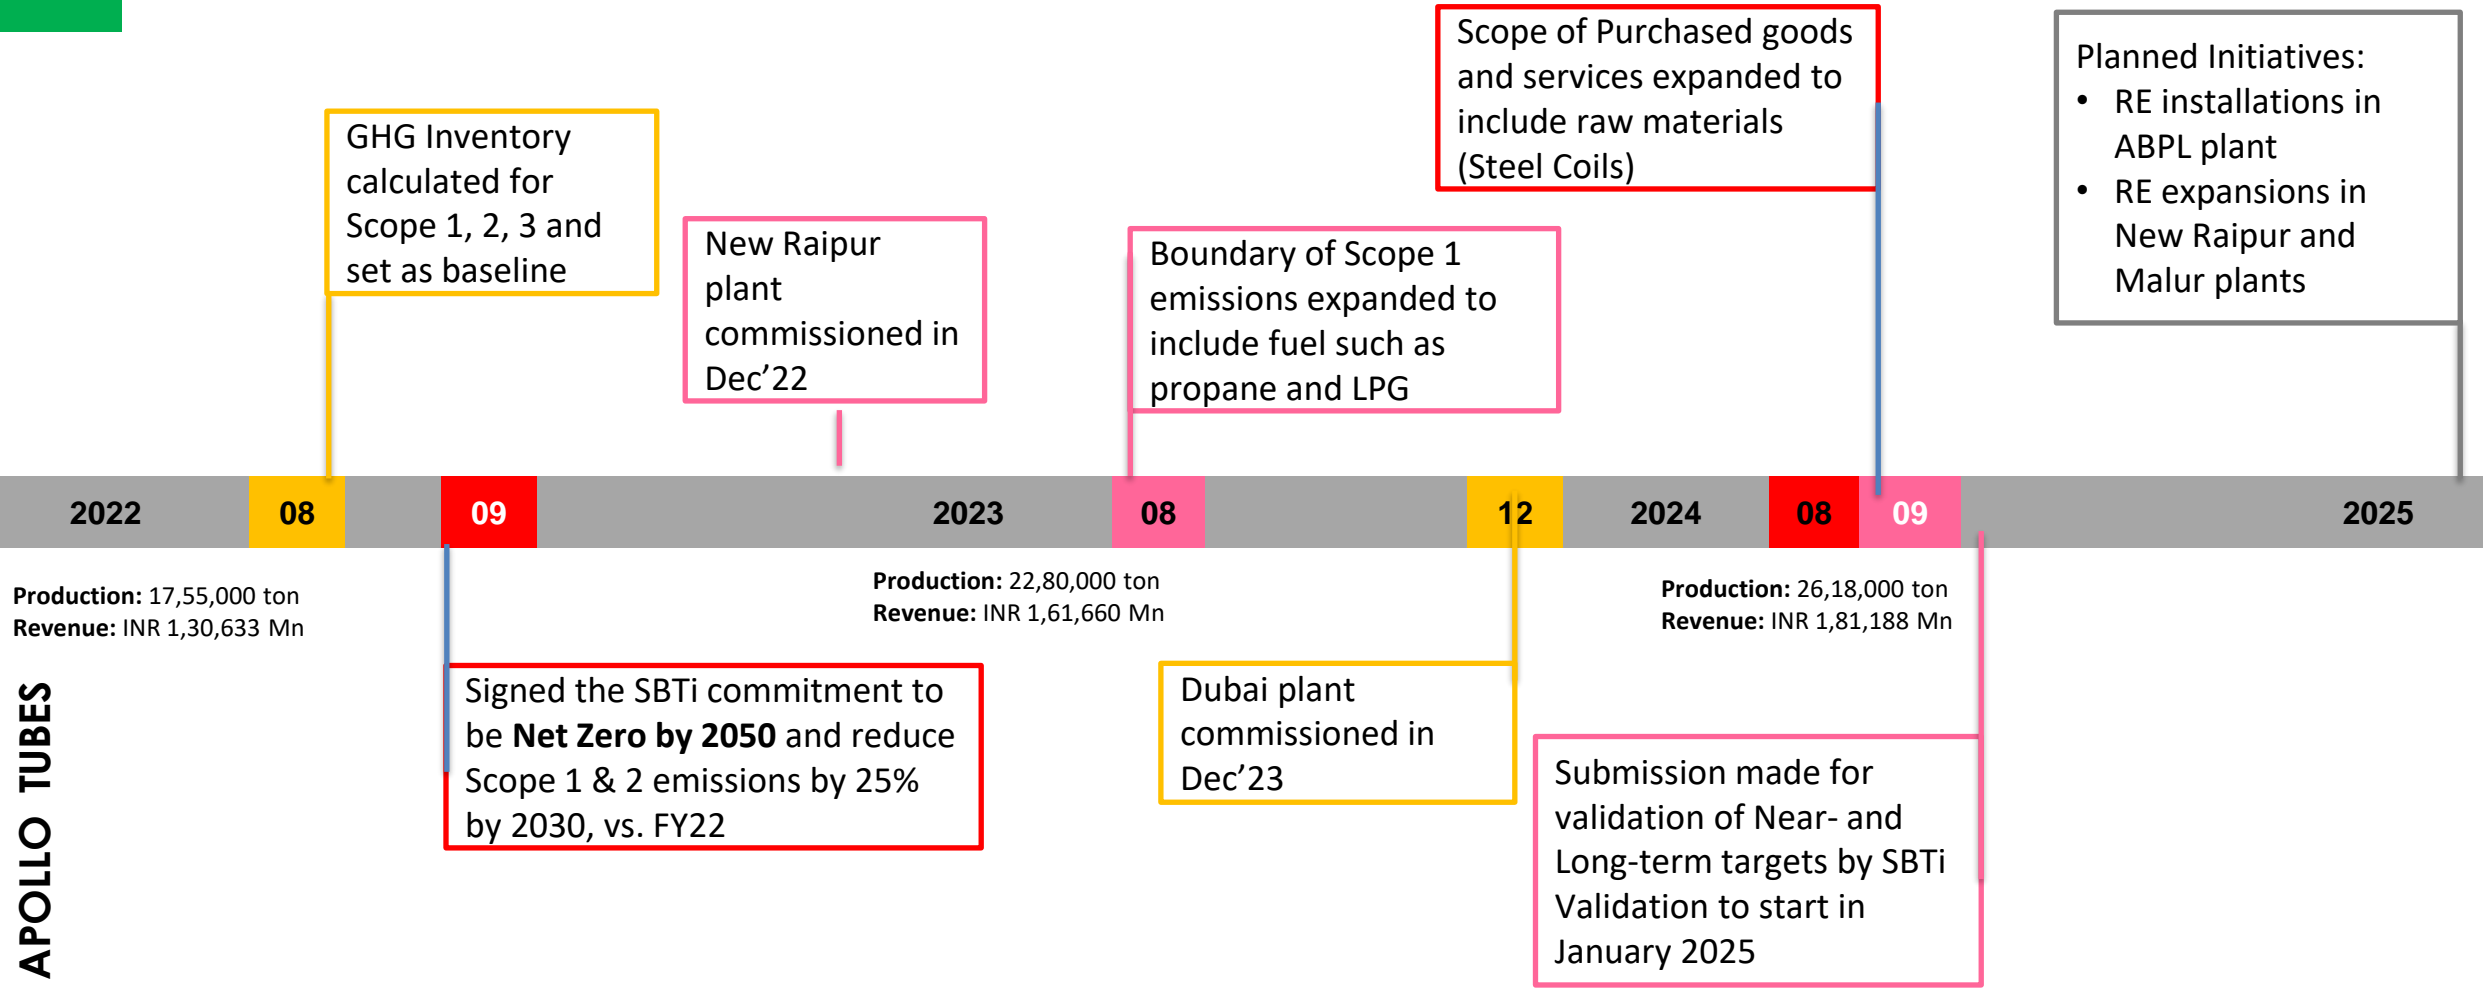 Scope of Purchased goods
and services expanded to
include raw materials
(Steel Coils)
Planned Initiatives:
• RE installations in
ABPL plant
• RE expansions in
New Raipur and
Malur plants
GHG Inventory
calculated for
Scope 1, 2, 3 and
set as baseline
New Raipur
plant
commissioned in
Dec’22
Boundary of Scope 1
emissions expanded to
include fuel such as
propane and LPG
2022 08 09 2023 08 12 2024 08 09 2025
Production: 17,55,000 ton
Revenue: INR 1,30,633 Mn
Production: 22,80,000 ton
Revenue: INR 1,61,660 Mn
Production: 26,18,000 ton
Revenue: INR 1,81,188 Mn
Signed the SBTi commitment to
be Net Zero by 2050 and reduce
Scope 1 & 2 emissions by 25%
by 2030, vs. FY22
Dubai plant
commissioned in
Dec’23
Submission made for
validation of Near- and
Long-term targets by SBTi
Validation to start in
January 2025
APOLLO TUBES